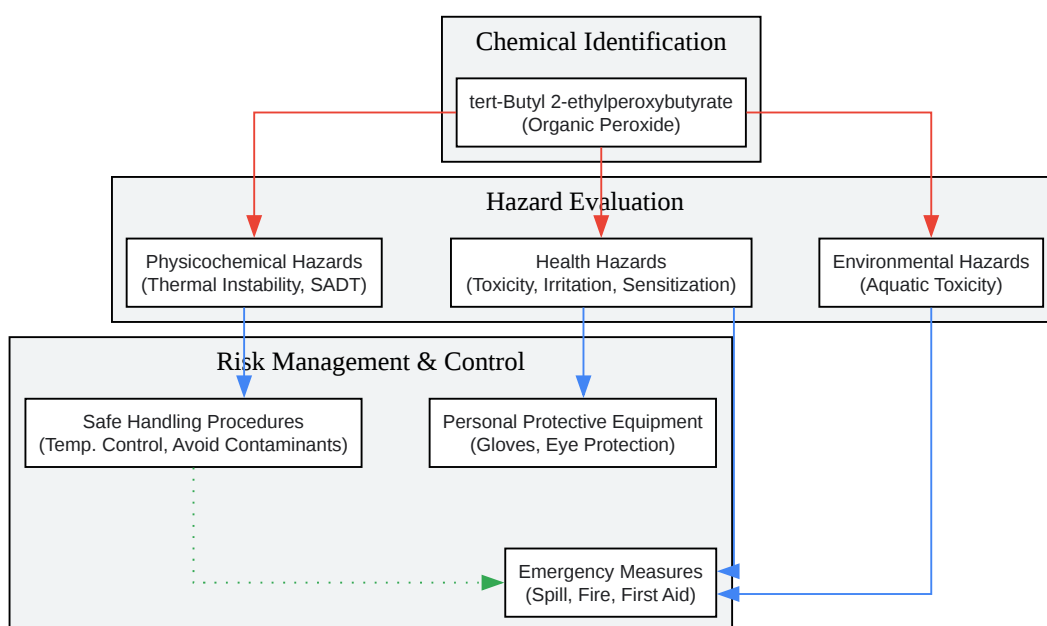 Chemical Identification
tert-Butyl 2-ethylperoxybutyrate
(Organic Peroxide)
Hazard Evaluation
Physicochemical Hazards
(Thermal Instability, SADT)
Health Hazards
(Toxicity, Irritation, Sensitization)
Environmental Hazards
(Aquatic Toxicity)
Risk Management & Control
Safe Handling Procedures
(Temp. Control, Avoid Contaminants)
Personal Protective Equipment
(Gloves, Eye Protection)
Emergency Measures
(Spill, Fire, First Aid)